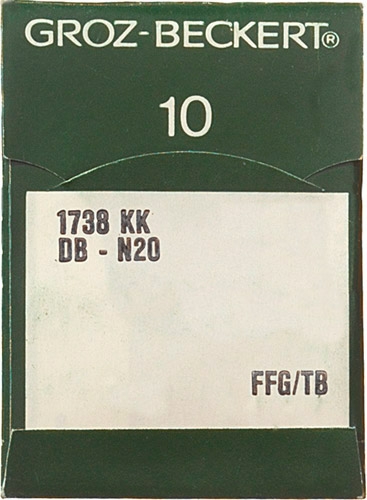 GROZ-BECKERT®
10
1738 KK
DB - N20
FFG/TB